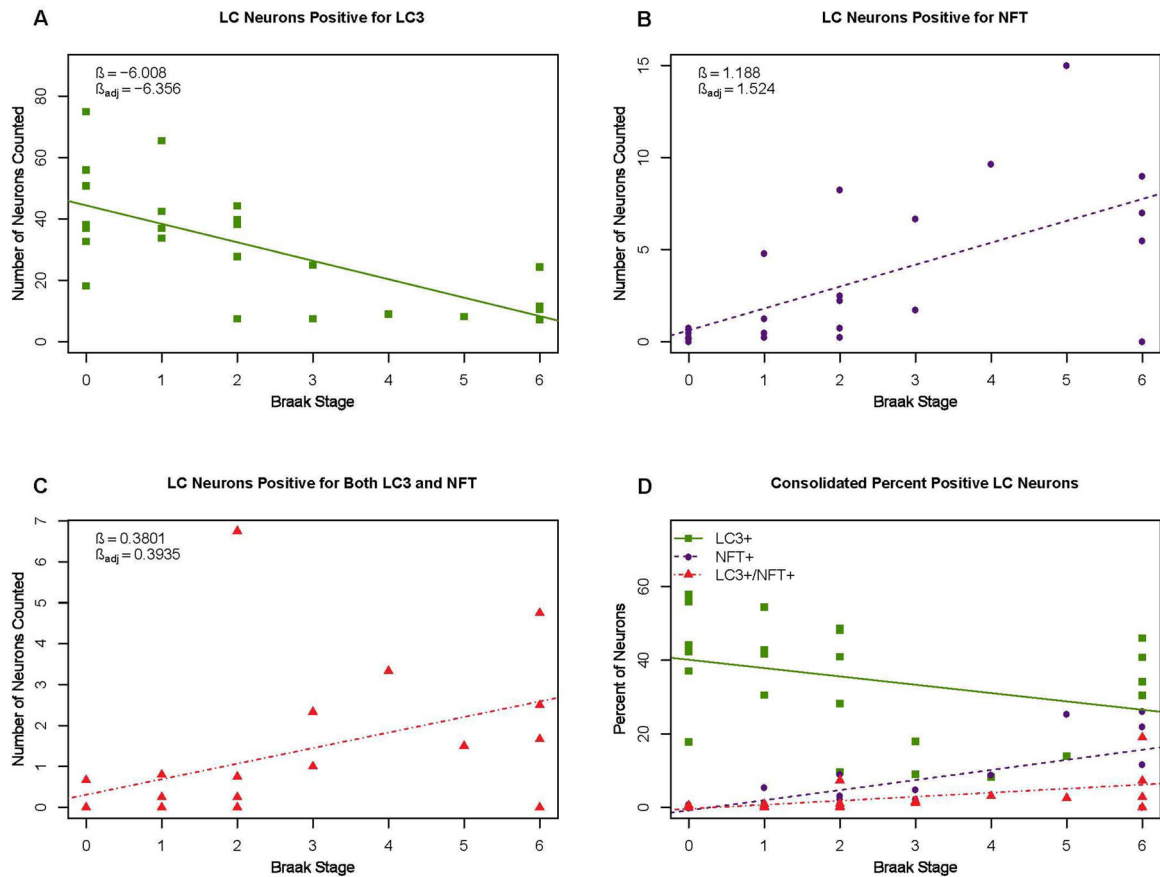 A
LC Neurons Positive for LC3
ß = −6.008
ßadj = −6.356
Number of Neurons Counted
80
60
40
20
0
0 1 2 3 4 5 6
Braak Stage
B
LC Neurons Positive for NFT
ß = 1.188
ßadj = 1.524
Number of Neurons Counted
15
10
5
0
0 1 2 3 4 5 6
Braak Stage
C
LC Neurons Positive for Both LC3 and NFT
ß = 0.3801
ßadj = 0.3935
Number of Neurons Counted
7
6
5
4
3
2
1
0
0 1 2 3 4 5 6
Braak Stage
D
Consolidated Percent Positive LC Neurons
LC3+
NFT+
LC3+/NFT+
Percent of Neurons
60
40
20
0
0 1 2 3 4 5 6
Braak Stage